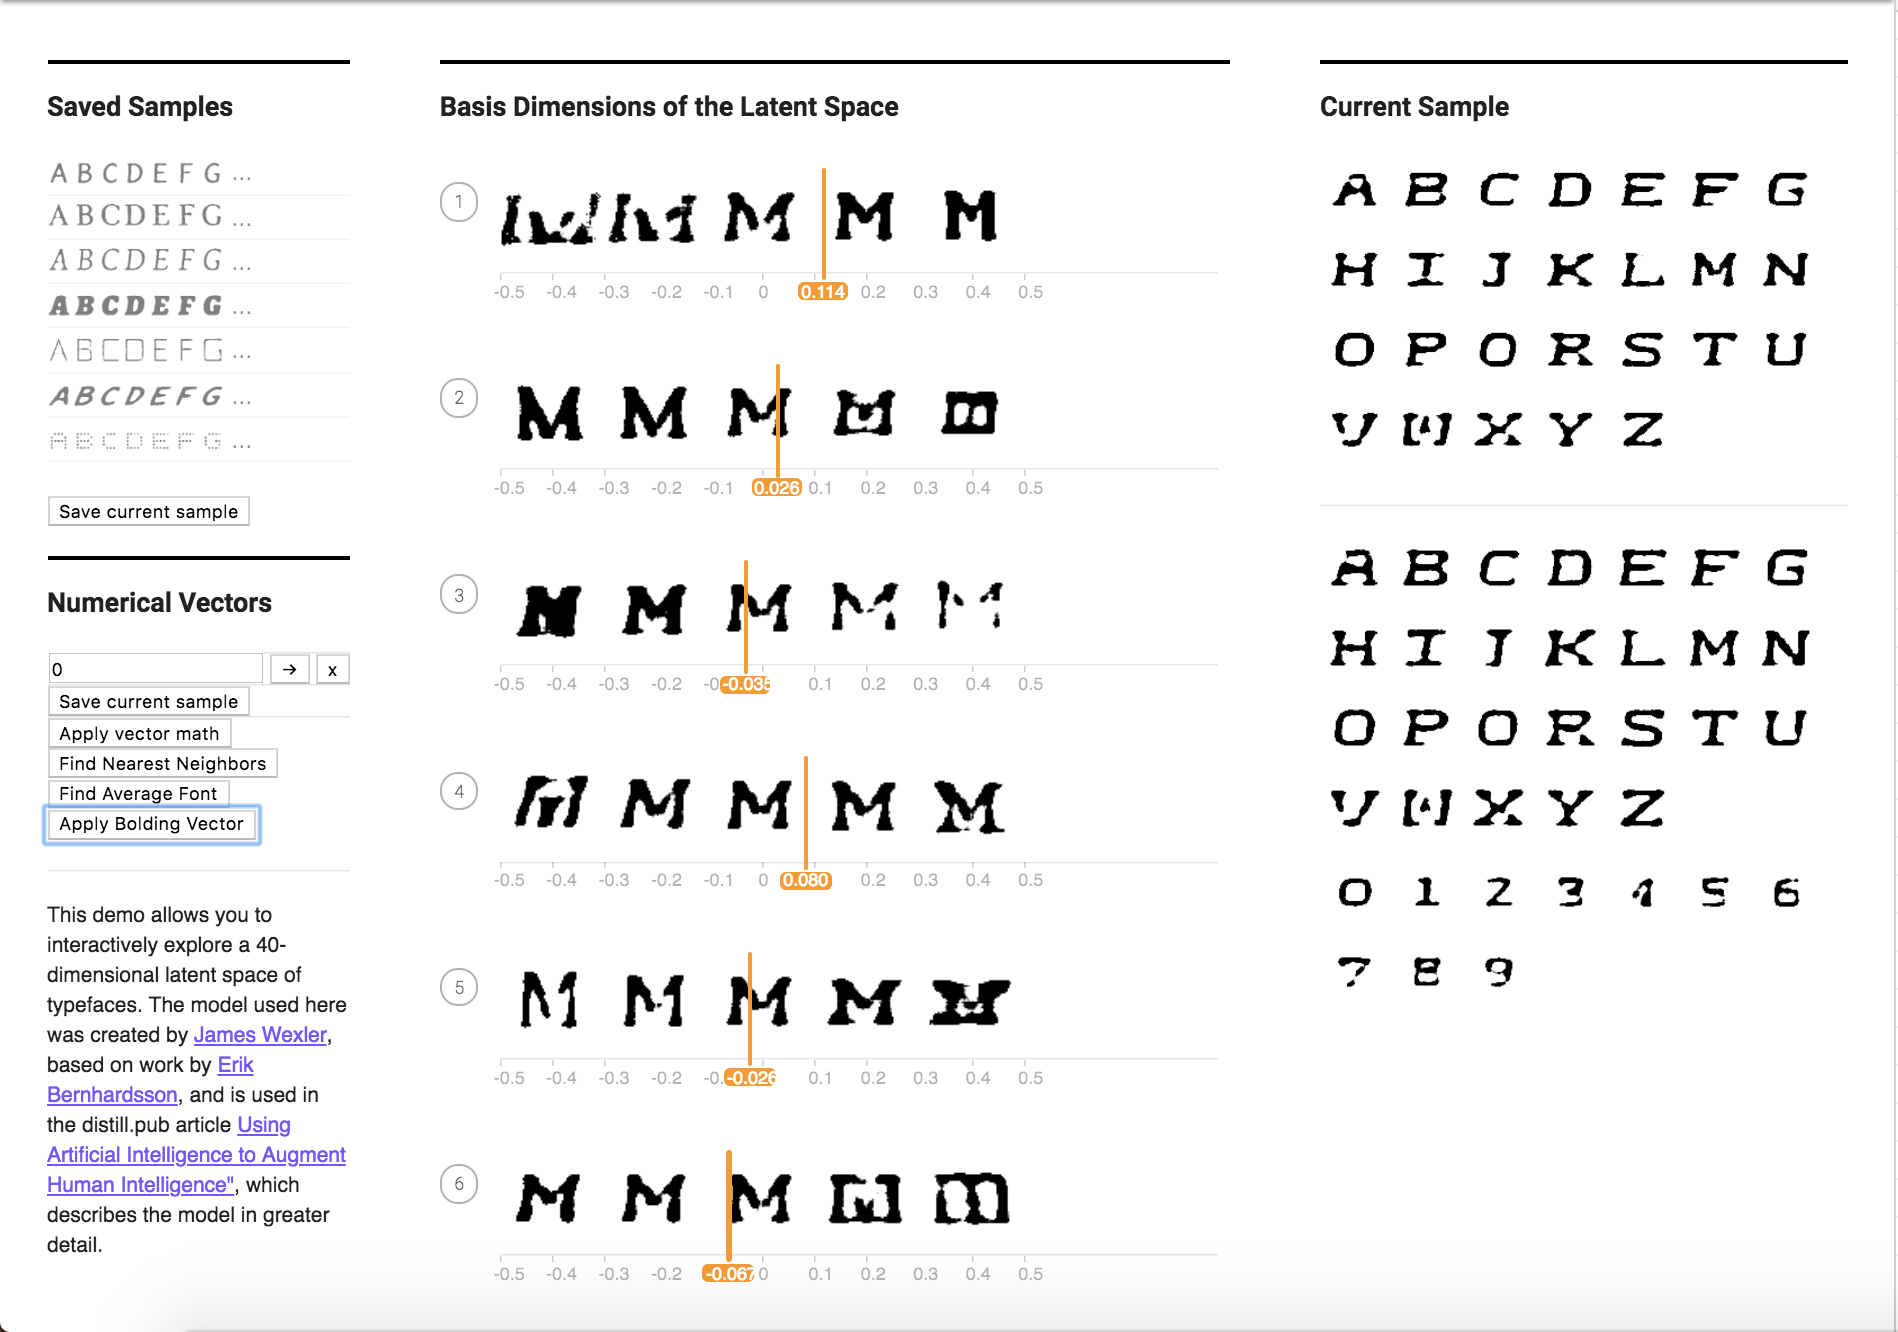 Saved Samples
A B C D E F G ...
A B C D E F G ...
A B C D E F G ...
A B C D E F G ...
A B C D E F G ...
A B C D E F G ...
A B C D E F G ...
Save current sample
Numerical Vectors
0 → x
Save current sample
Apply vector math
Find Nearest Neighbors
Find Average Font
Apply Bolding Vector
This demo allows you to
interactively explore a 40-
dimensional latent space of
typefaces. The model used here
was created by James Wexler,
based on work by Erik
Bernhardsson, and is used in
the distill.pub article Using
Artificial Intelligence to Augment
Human Intelligence", which
describes the model in greater
detail.
Basis Dimensions of the Latent Space
1 M M M
-0.5 -0.4 -0.3 -0.2 -0.1 0 0.114 0.2 0.3 0.4 0.5
2 M M M M
-0.5 -0.4 -0.3 -0.2 -0.1 0.026 0.1 0.2 0.3 0.4 0.5
3 M M M M
-0.5 -0.4 -0.3 -0.2 -0 -0.035 0.1 0.2 0.3 0.4 0.5
4 M M M M M
-0.5 -0.4 -0.3 -0.2 -0.1 0 0.080 0.2 0.3 0.4 0.5
5 M M M M
-0.5 -0.4 -0.3 -0.2 -0. -0.026 0.1 0.2 0.3 0.4 0.5
6 M M M M
-0.5 -0.4 -0.3 -0.2 -0.067 0 0.1 0.2 0.3 0.4 0.5
Current Sample
A B C D E F G
H I J K L M N
O P O R S T U
V W X Y Z
A B C D E F G
H I J K L M N
O P O R S T U
V W X Y Z
0 1 2 3 4 5 6
7 8 9